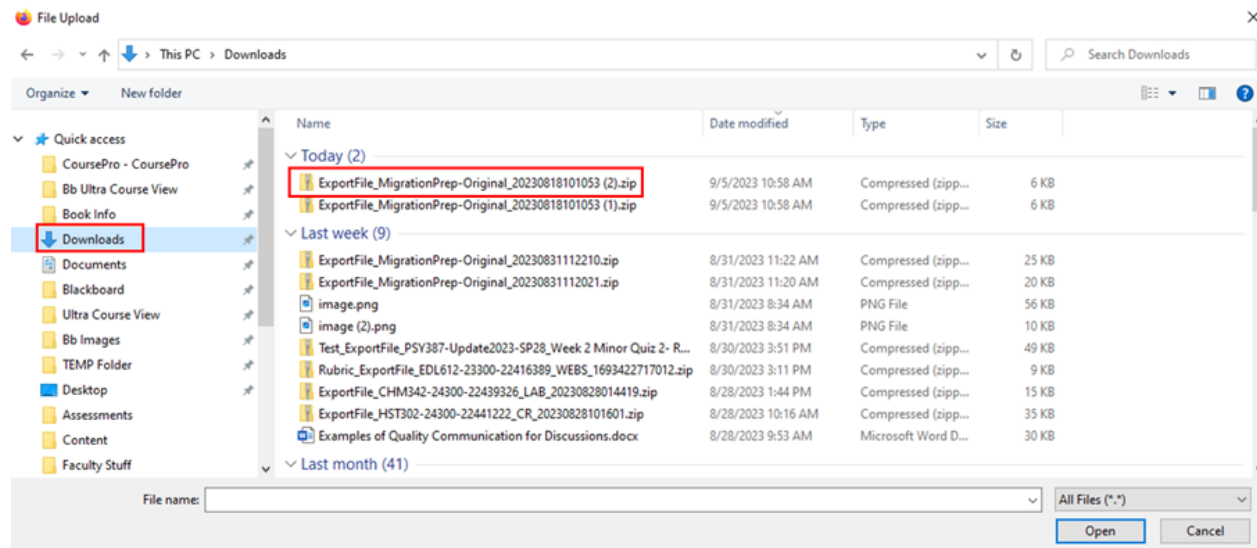 File Upload
This PC > Downloads
Search Downloads
Organize New folder
Name Date modified Type Size
Quick access
CoursePro - CoursePro
Bb Ultra Course View
Book Info
Downloads
Documents
Blackboard
Ultra Course View
Bb Images
TEMP Folder
Desktop
Assessments
Content
Faculty Stuff
Today (2)
ExportFile_MigrationPrep-Original_20230818101053 (2).zip 9/5/2023 10:58 AM Compressed (zipp... 6 KB
ExportFile_MigrationPrep-Original_20230818101053 (1).zip 9/5/2023 10:58 AM Compressed (zipp... 6 KB
Last week (9)
ExportFile_MigrationPrep-Original_20230831112210.zip 8/31/2023 11:22 AM Compressed (zipp... 25 KB
ExportFile_MigrationPrep-Original_20230831112021.zip 8/31/2023 11:20 AM Compressed (zipp... 20 KB
image.png 8/31/2023 8:34 AM PNG File 56 KB
image (2).png 8/31/2023 8:34 AM PNG File 10 KB
Test_ExportFile_PSY387-Update2023-SP28_Week 2 Minor Quiz 2- R... 8/30/2023 3:51 PM Compressed (zipp... 49 KB
Rubric_ExportFile_EDL612-23300-22416389_WEBS_1693422717012.zip 8/30/2023 3:11 PM Compressed (zipp... 9 KB
ExportFile_CHM342-24300-22439326_LAB_20230828014419.zip 8/28/2023 1:44 PM Compressed (zipp... 15 KB
ExportFile_HST302-24300-22441222_CR_20230828101601.zip 8/28/2023 10:16 AM Compressed (zipp... 35 KB
Examples of Quality Communication for Discussions.docx 8/28/2023 9:53 AM Microsoft Word D... 30 KB
Last month (41)
File name: All Files (*.*)
Open Cancel